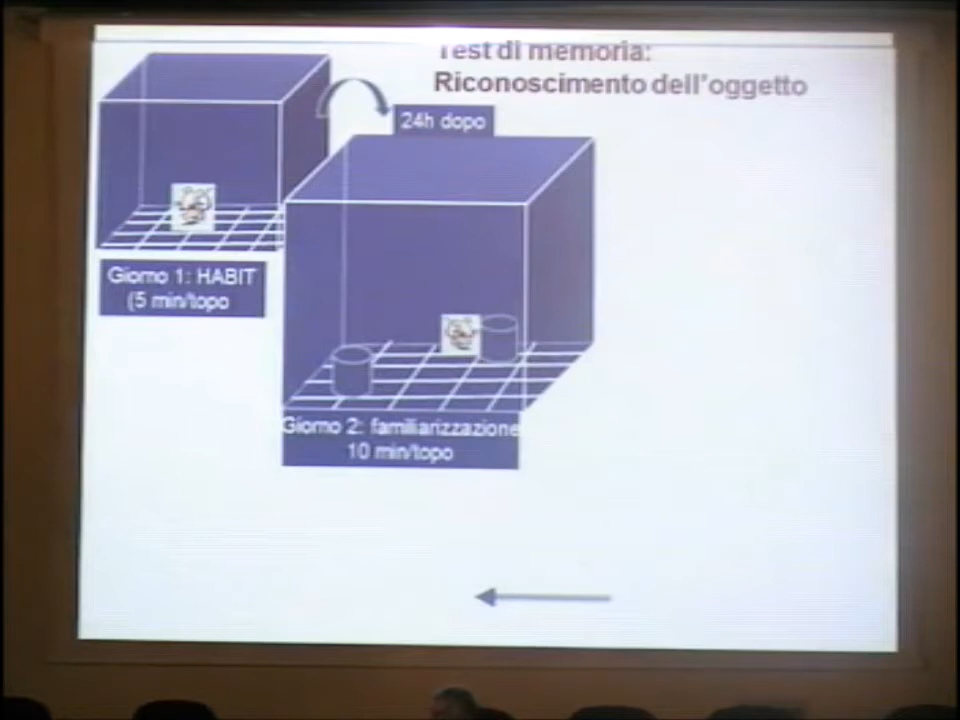 Test di memoria:
Riconoscimento dell'oggetto
24h dopo
Giorno 1: HABIT
(5 min/topo
Giorno 2: familiarizzazione
10 min/topo